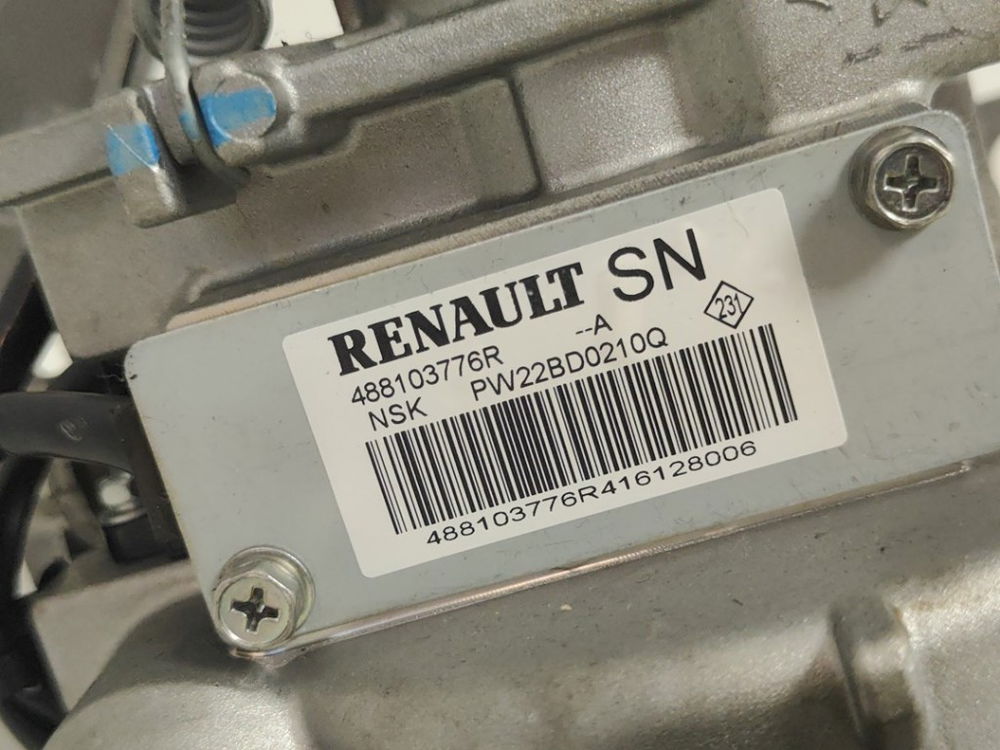 RENAULT SN
488103776R --A 231
NSK PW22BD0210Q
488103776R416128006